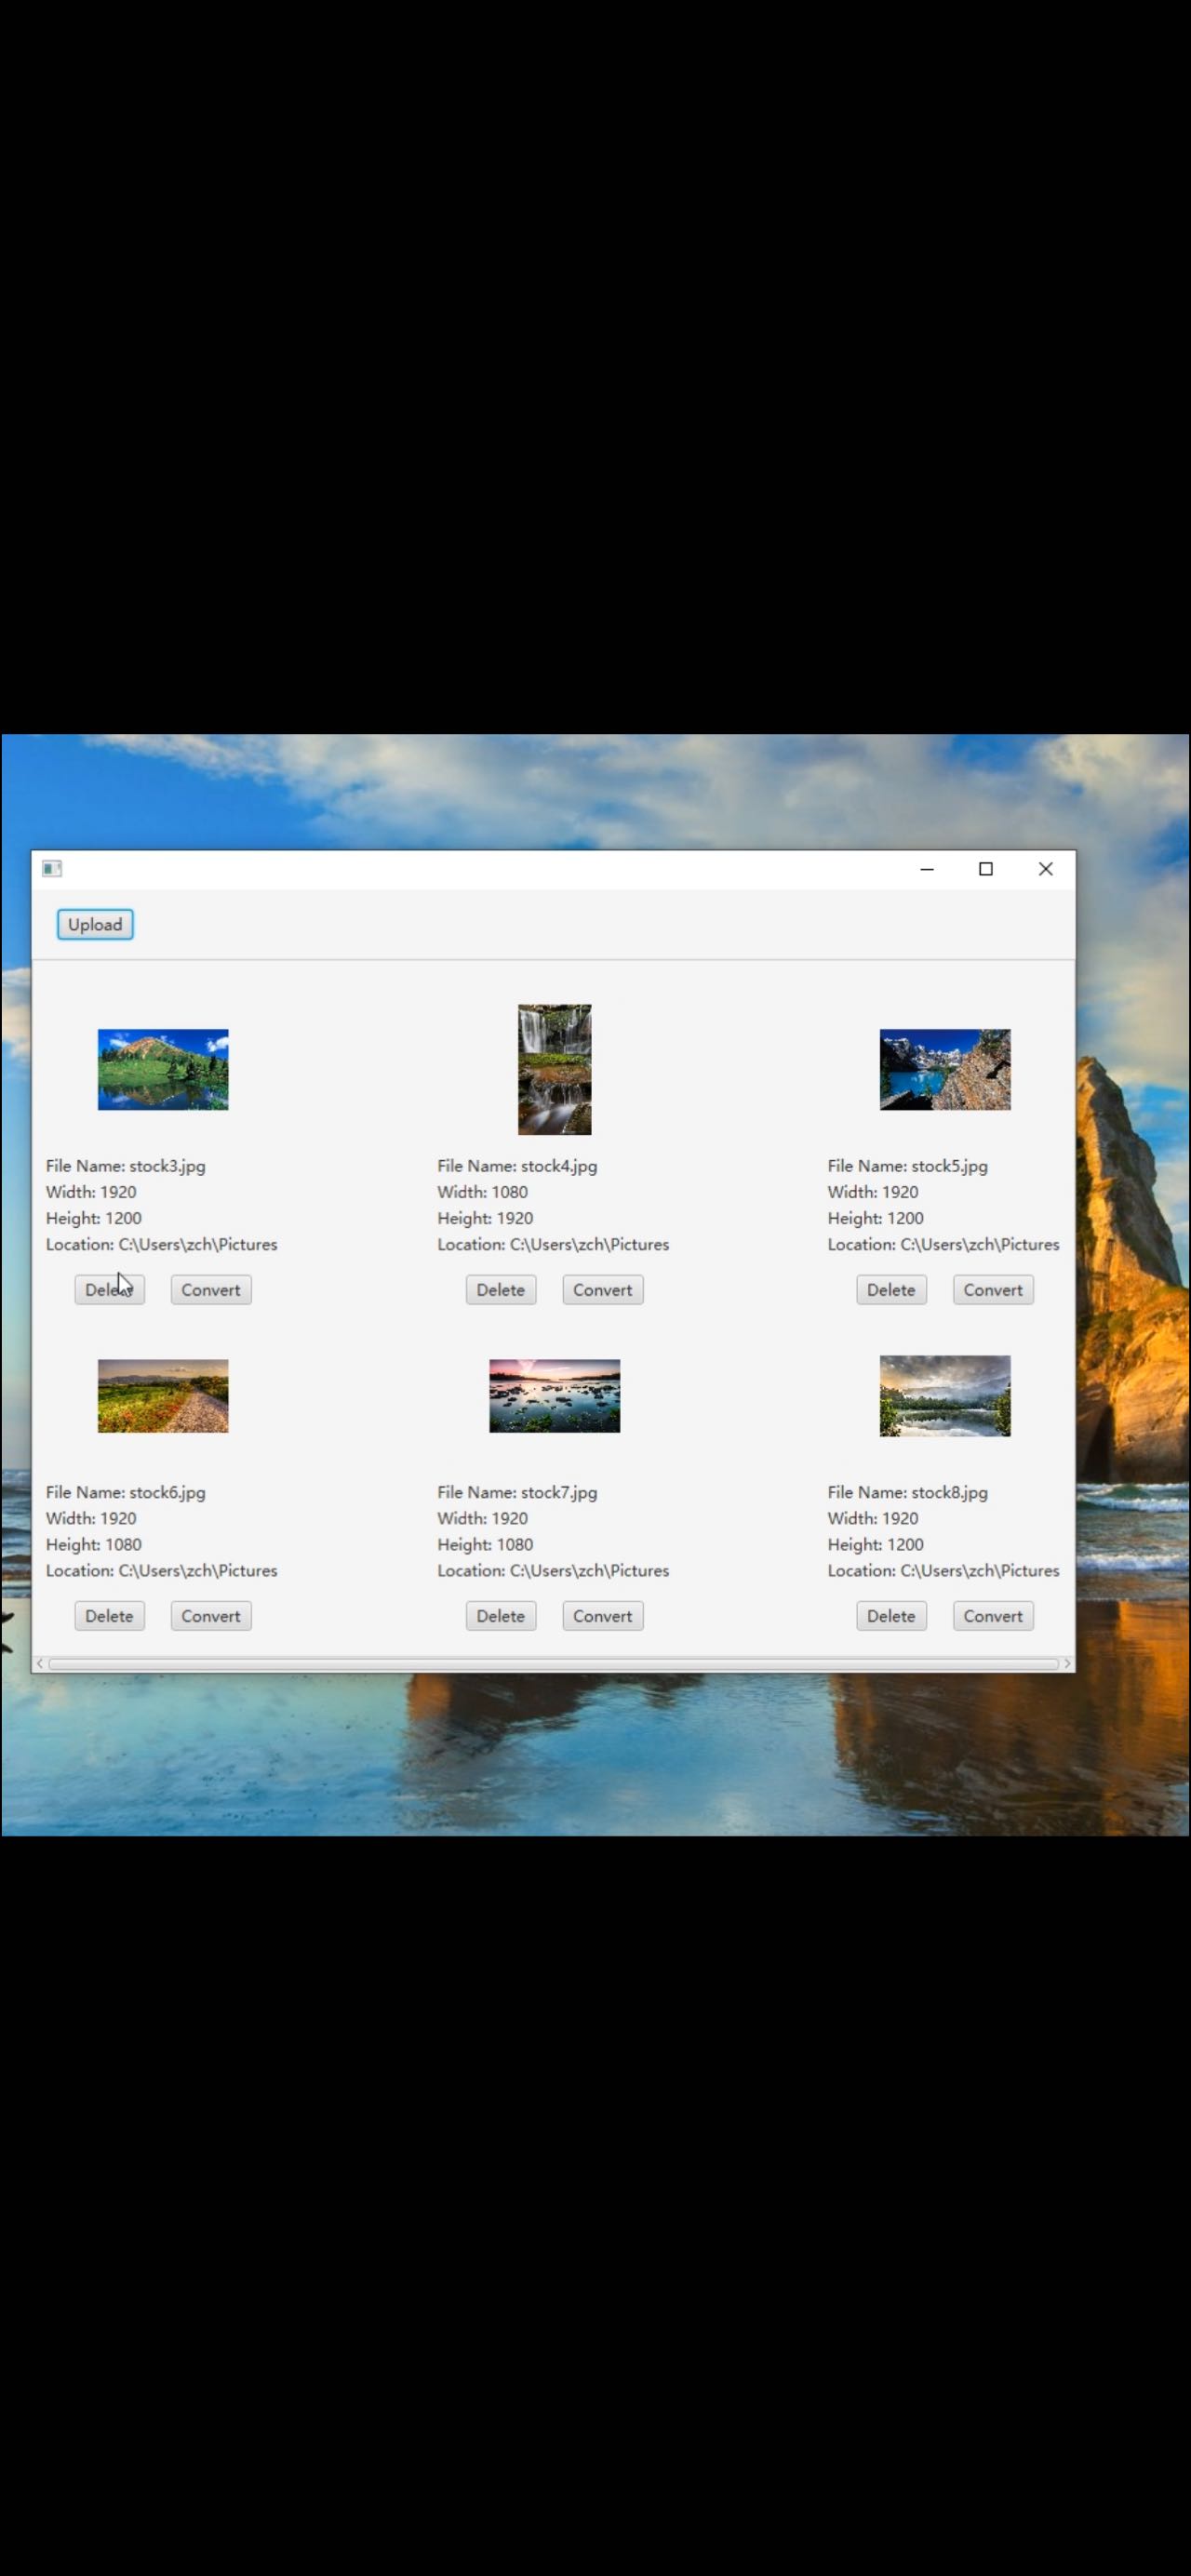 Upload
File Name: stock3.jpg
Width: 1920
Height: 1200
Location: C:\Users\zch\Pictures
Delete Convert
File Name: stock4.jpg
Width: 1080
Height: 1920
Location: C:\Users\zch\Pictures
Delete Convert
File Name: stock5.jpg
Width: 1920
Height: 1200
Location: C:\Users\zch\Pictures
Delete Convert
File Name: stock6.jpg
Width: 1920
Height: 1080
Location: C:\Users\zch\Pictures
Delete Convert
File Name: stock7.jpg
Width: 1920
Height: 1080
Location: C:\Users\zch\Pictures
Delete Convert
File Name: stock8.jpg
Width: 1920
Height: 1200
Location: C:\Users\zch\Pictures
Delete Convert